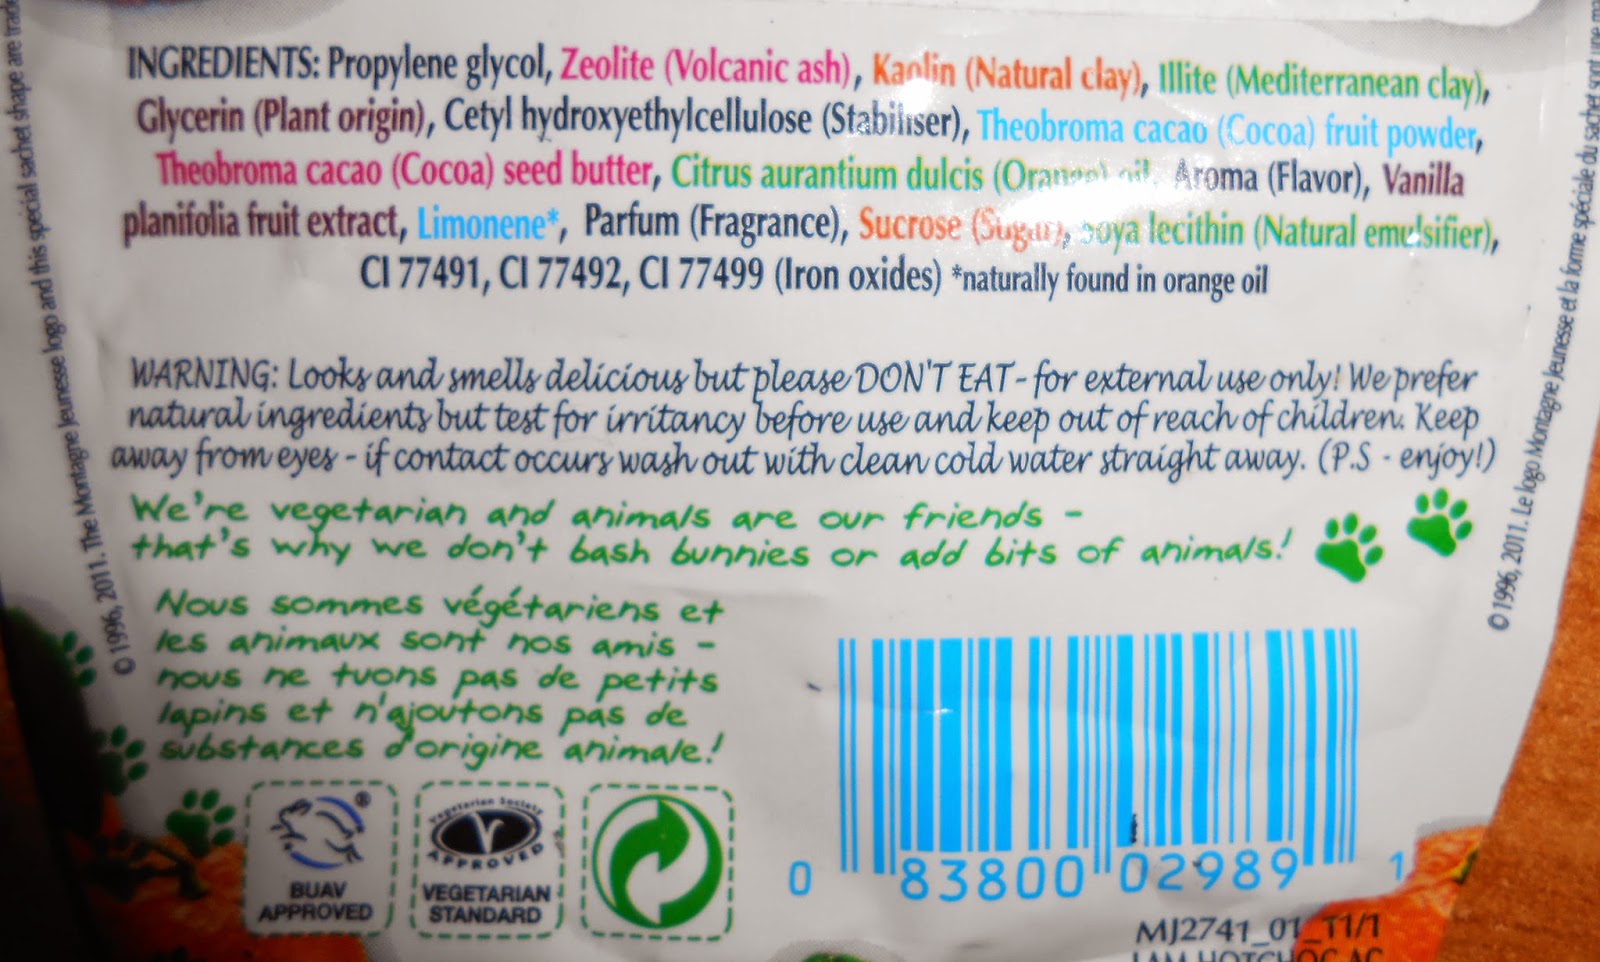 INGREDIENTS: Propylene glycol, Zeolite (Volcanic ash), Kaolin (Natural clay), Illite (Mediterranean clay),
Glycerin (Plant origin), Cetyl hydroxyethylcellulose (Stabiliser), Theobroma cacao (Cocoa) fruit powder,
Theobroma cacao (Cocoa) seed butter, Citrus aurantium dulcis (Orange) oil, Aroma (Flavor), Vanilla
planifolia fruit extract, Limonene*, Parfum (Fragrance), Sucrose (Sugar), Soya lecithin (Natural emulsifier),
CI 77491, CI 77492, CI 77499 (Iron oxides) *naturally found in orange oil
WARNING: Looks and smells delicious but please DON'T EAT - for external use only! We prefer
natural ingredients but test for irritancy before use and keep out of reach of children. Keep
away from eyes - if contact occurs wash out with clean cold water straight away. (P.S - enjoy!)
We're vegetarian and animals are our friends -
that's why we don't bash bunnies or add bits of animals!
Nous sommes végétariens et
les animaux sont nos amis -
nous ne tuons pas de petits
lapins et n'ajoutons pas de
substances d'origine animale!
©1996, 2011. The Montagne Jeunesse logo and this special sachet shape are
©1996, 2011. Le logo Montagne Jeunesse et la forme spéciale du sachet sont une
®
BUAV
APPROVED
Vegetarian Society
V
APPROVED
VEGETARIAN
STANDARD
0 83800 02989 1
MJ2741_01_11/1